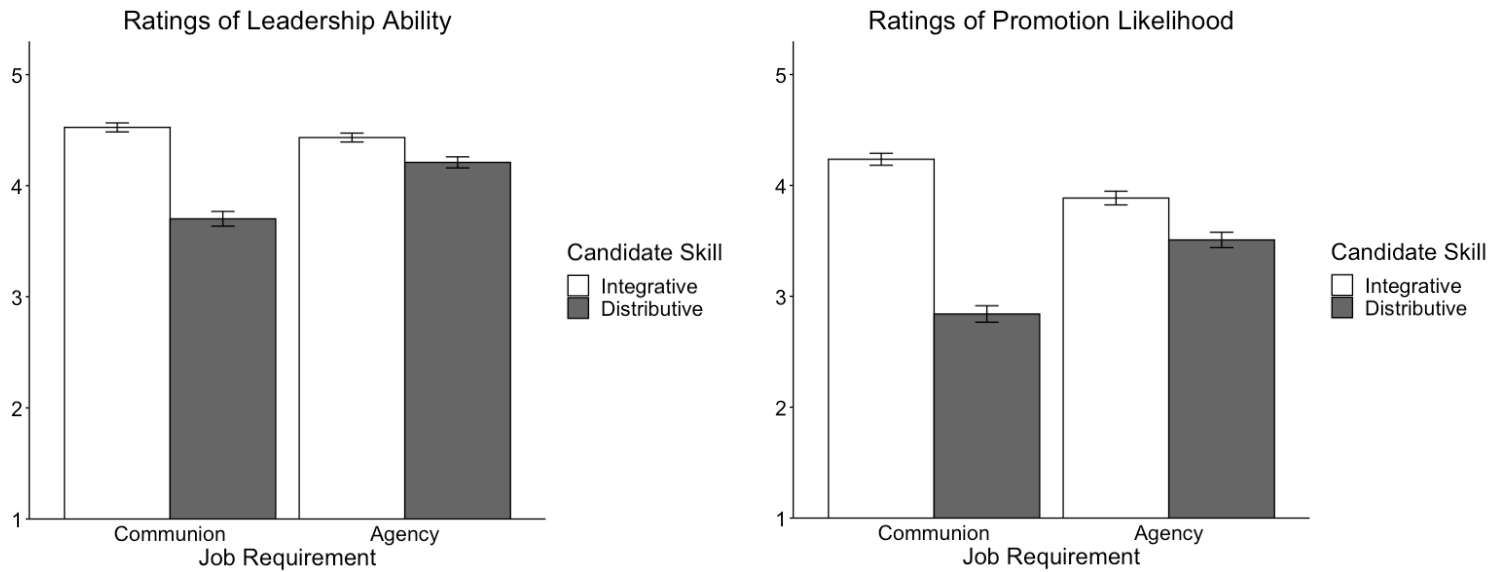 Ratings of Leadership Ability
5
4
3
2
1
Communion Agency
Job Requirement
Candidate Skill
Integrative
Distributive
Ratings of Promotion Likelihood
5
4
3
2
1
Communion Agency
Job Requirement
Candidate Skill
Integrative
Distributive